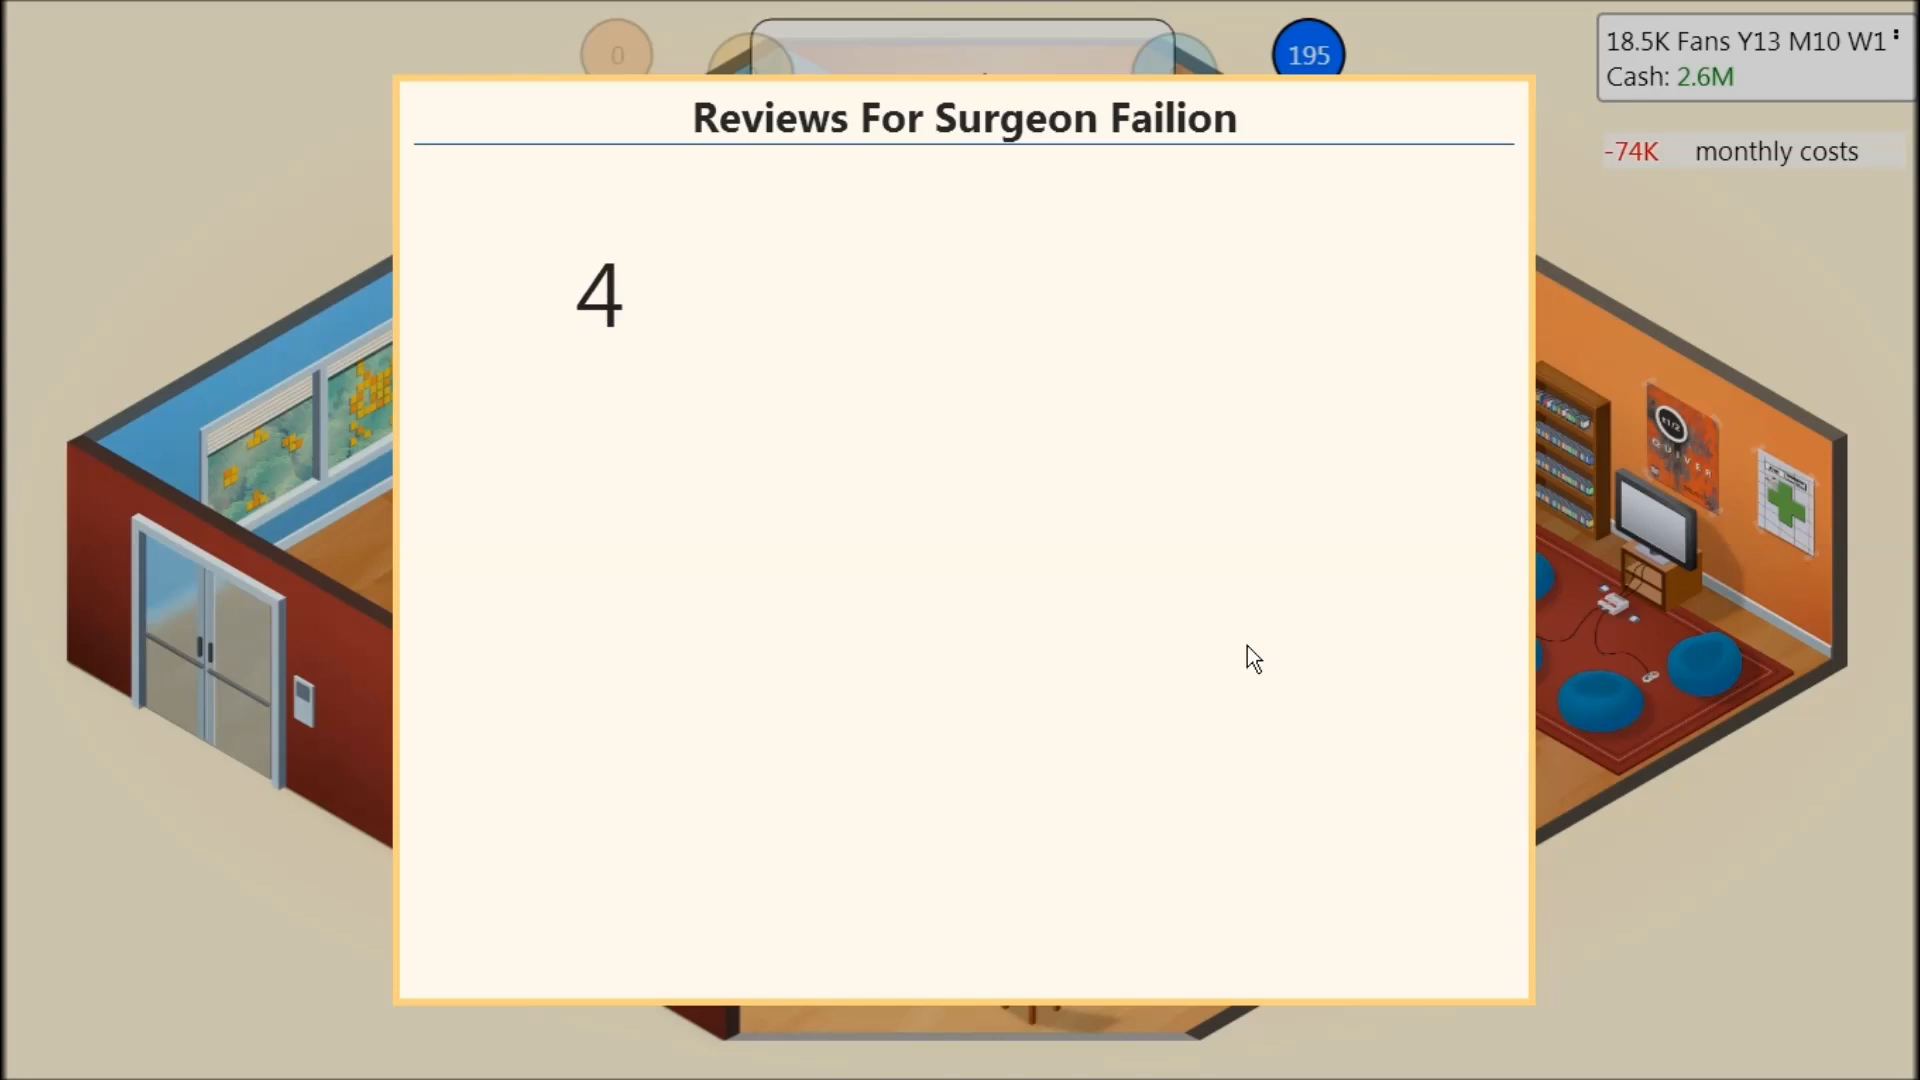 0
195
18.5K Fans Y13 M10 W1
Cash: 2.6M
-74K monthly costs
Reviews For Surgeon Failion
4
QUIVER